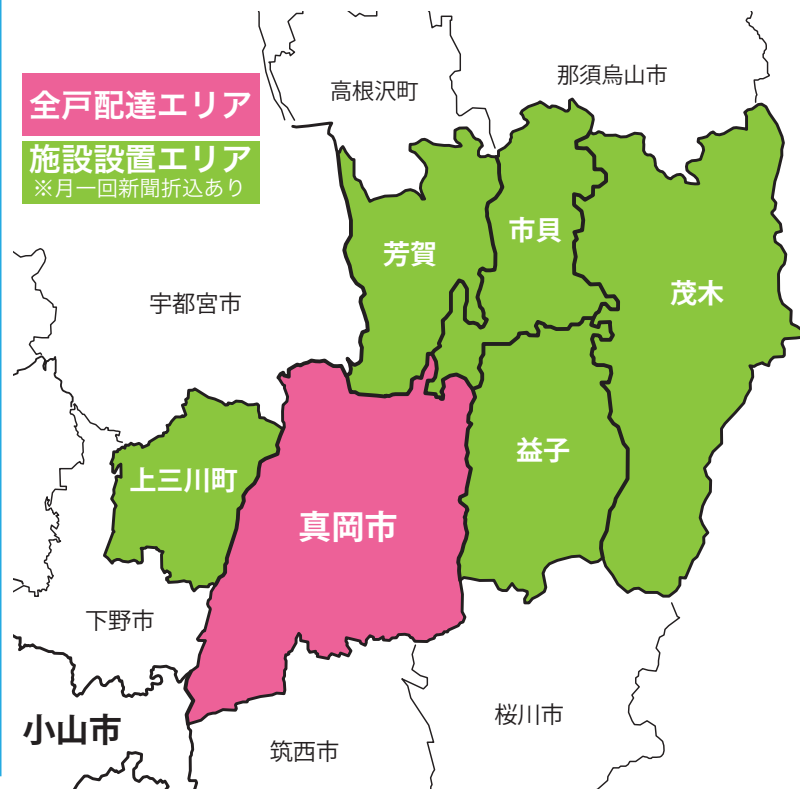 高根沢町
那須烏山市
全戸配達エリア
施設設置エリア
※月一回新聞折込あり
芳賀
市貝
茂木
宇都宮市
益子
上三川町
真岡市
下野市
小山市
桜川市
筑西市